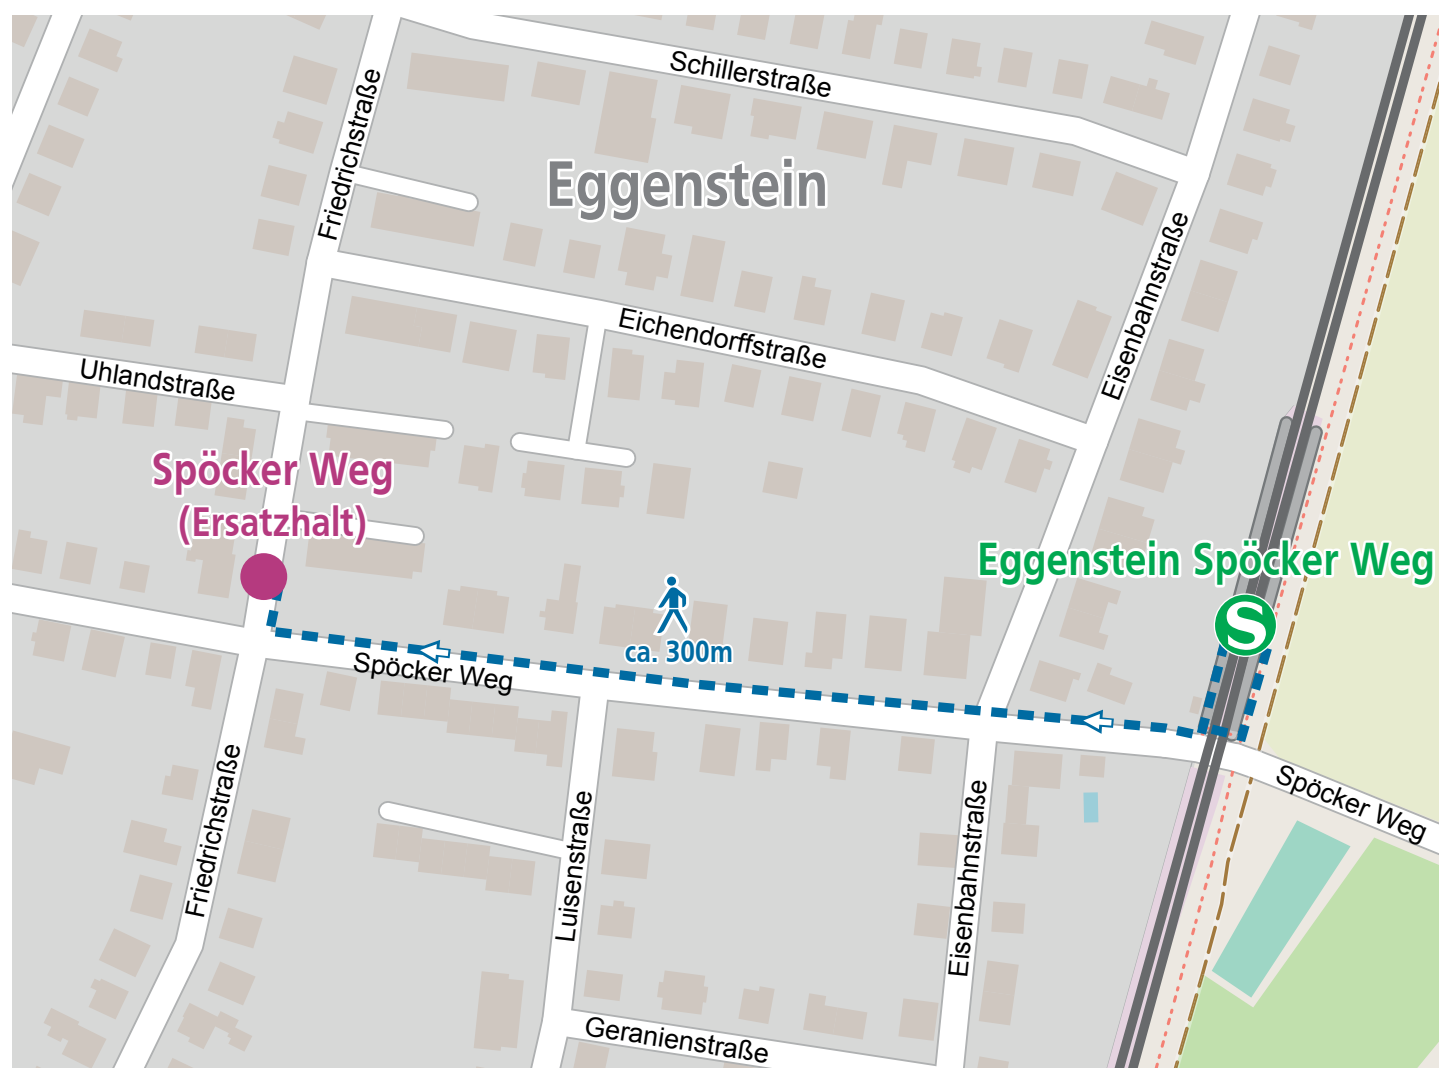 Schillerstraße
Friedrichstraße
Eggenstein
Eisenbahnstraße
Eichendorffstraße
Uhlandstraße
Spöcker Weg
(Ersatzhalt)
Eggenstein Spöcker Weg
S
ca. 300m
Spöcker Weg
Spöcker Weg
Friedrichstraße
Luisenstraße
Eisenbahnstraße
Geranienstraße